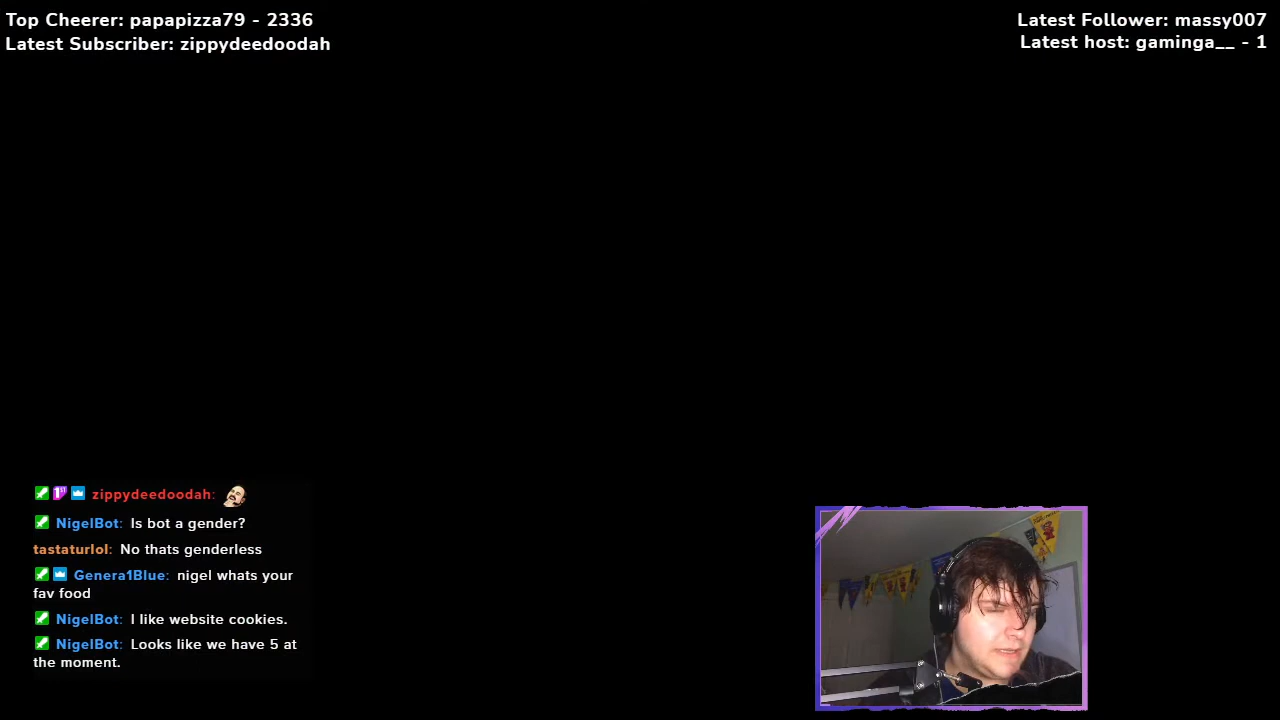 Top Cheerer: papapizza79 - 2336
Latest Subscriber: zippydeedoodah
Latest Follower: massy007
Latest host: gaminga__ - 1
zippydeedoodah:
NigelBot: Is bot a gender?
tastaturlol: No thats genderless
Genera1Blue: nigel whats your
fav food
NigelBot: I like website cookies.
NigelBot: Looks like we have 5 at
the moment.